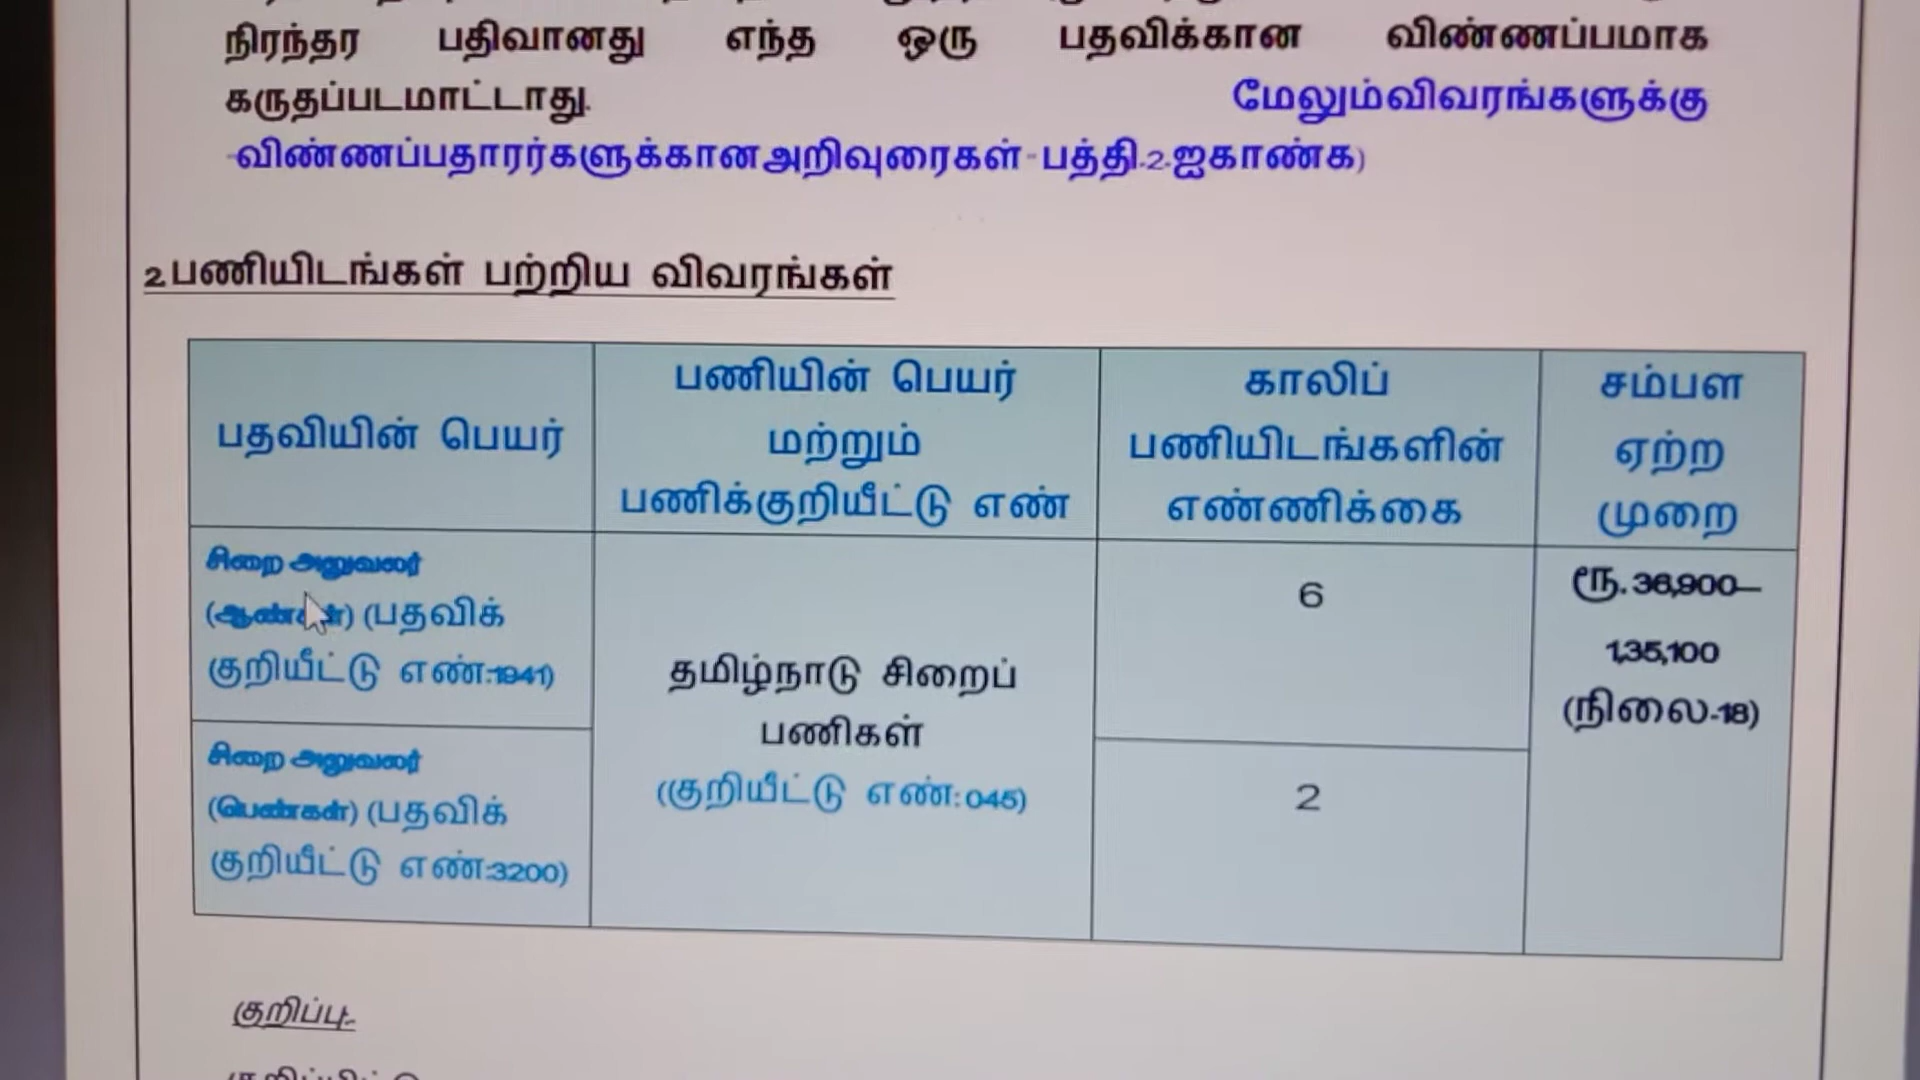 நிரந்தர பதிவானது எந்த ஒரு பதவிக்கான விண்ணப்பமாக
கருதப்படமாட்டாது. மேலும்விவரங்களுக்கு
-விண்ணப்பதாரர்களுக்கானஅறிவுரைகள்-பத்தி-2-ஐகாண்க)
2.பணியிடங்கள் பற்றிய விவரங்கள்
பதவியின் பெயர்
பணியின் பெயர்
மற்றும்
பணிக்குறியீட்டு எண்
காலிப்
பணியிடங்களின்
எண்ணிக்கை
சம்பள
ஏற்ற
முறை
சிறை அலுவலர்
(ஆண்கள்) (பதவிக்
குறியீட்டு எண்:1941)
தமிழ்நாடு சிறைப்
பணிகள்
(குறியீட்டு எண்: 045)
6
ரூ. 36,900–
1,35,100
(நிலை-18)
சிறை அலுவலர்
(பெண்கள்) (பதவிக்
குறியீட்டு எண்:3200)
2
குறிப்பு:-